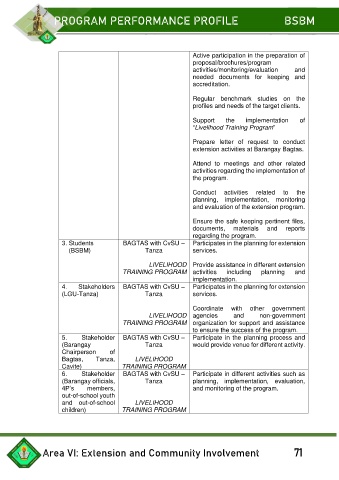 PROGRAM PERFORMANCE PROFILE BSBM
Active participation in the preparation of
proposal/brochures/program
activities/monitoring/evaluation and
needed documents for keeping and
accreditation.
Regular benchmark studies on the
profiles and needs of the target clients.
Support the Implementation of
"Livelihood Training Program"
Prepare letter of request to conduct
extension activities at Barangay Bagtas.
Attend to meetings and other related
activities regarding the implementation of
the program.
Conduct activities related to the
planning, implementation, monitoring
and evaluation of the extension program.
Ensure the safe keeping pertinent files,
documents, materials and reports
regarding the program.
3. Students
(BSBM)
BAGTAS with CvSU –
Tanza
LIVELIHOOD
TRAINING PROGRAM
Participates in the planning for extension
services.
Provide assistance in different extension
activities including planning and
implementation.
4. Stakeholders
(LGU-Tanza)
BAGTAS with CvSU –
Tanza
LIVELIHOOD
TRAINING PROGRAM
Participates in the planning for extension
services.
Coordinate with other government
agencies and non-government
organization for support and assistance
to ensure the success of the program.
5. Stakeholder
(Barangay
Chairperson of
Bagtas, Tanza,
Cavite)
BAGTAS with CvSU –
Tanza
LIVELIHOOD
TRAINING PROGRAM
Participate in the planning process and
would provide venue for different activity.
6. Stakeholder
(Barangay officials,
4P's members,
out-of-school youth
and out-of-school
children)
BAGTAS with CvSU –
Tanza
LIVELIHOOD
TRAINING PROGRAM
Participate in different activities such as
planning, implementation, evaluation,
and monitoring of the program.
Area VI: Extension and Community Involvement 71